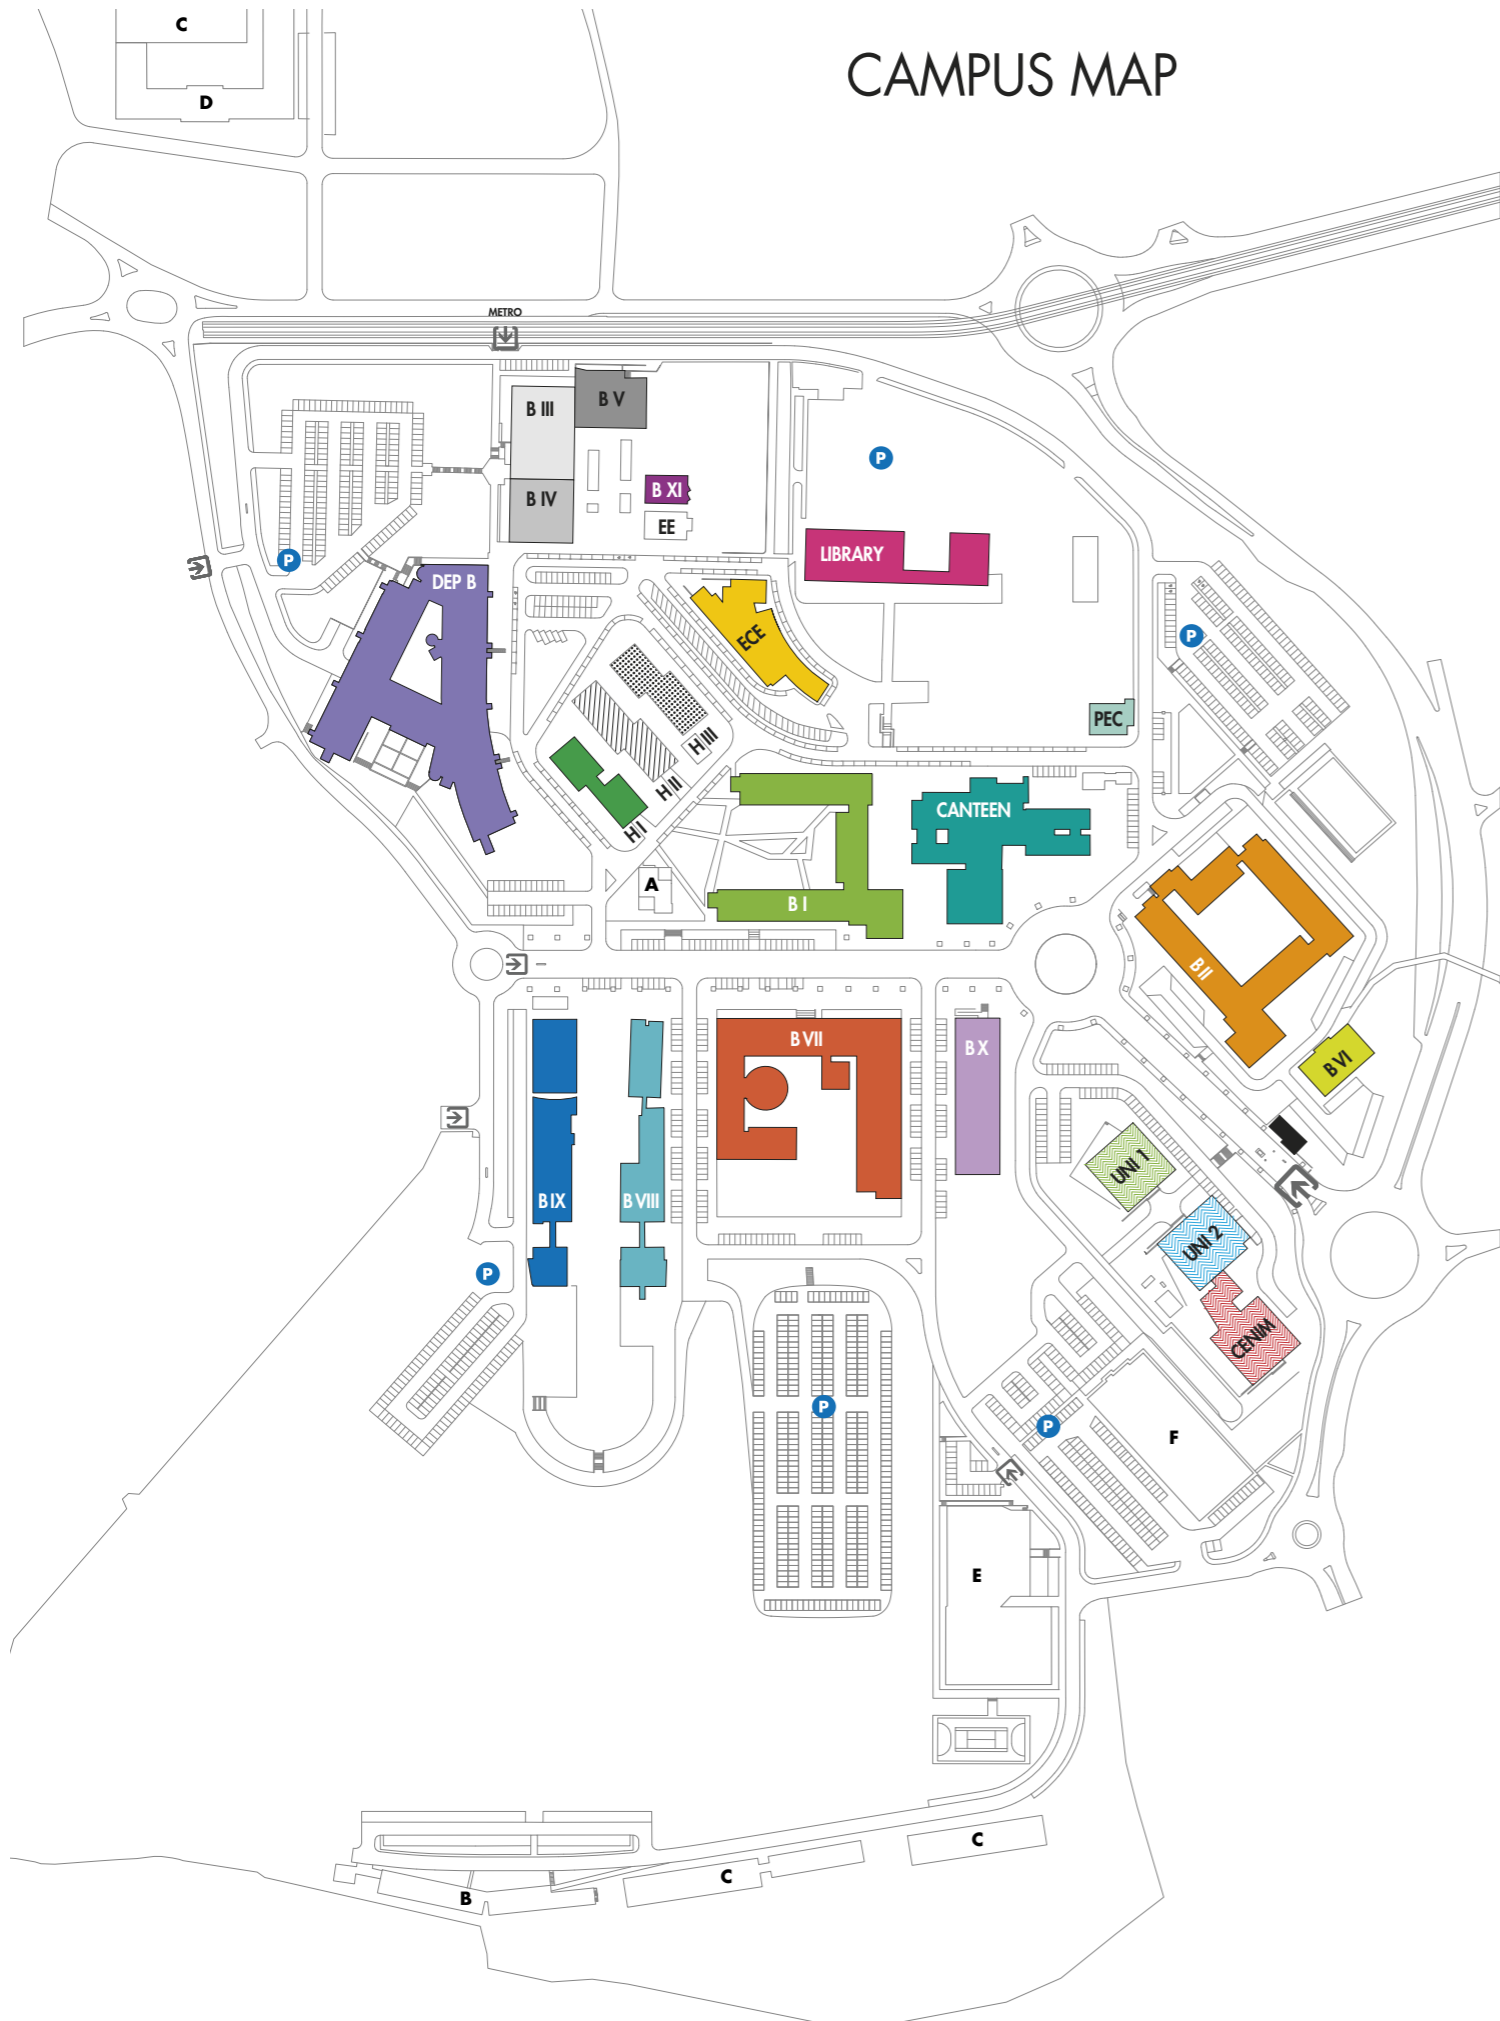 C
CAMPUS MAP
D
METRO
B III
B V
P
B XI
B IV
EE
LIBRARY
P
DEP B
ECE
P
PEC
H III
H II
H I
CANTEEN
A
B I
B II
B VII
B X
B VI
UNI 1
B IX
B VIII
UNI 2
P
CENIM
P
P
F
E
C
C
B